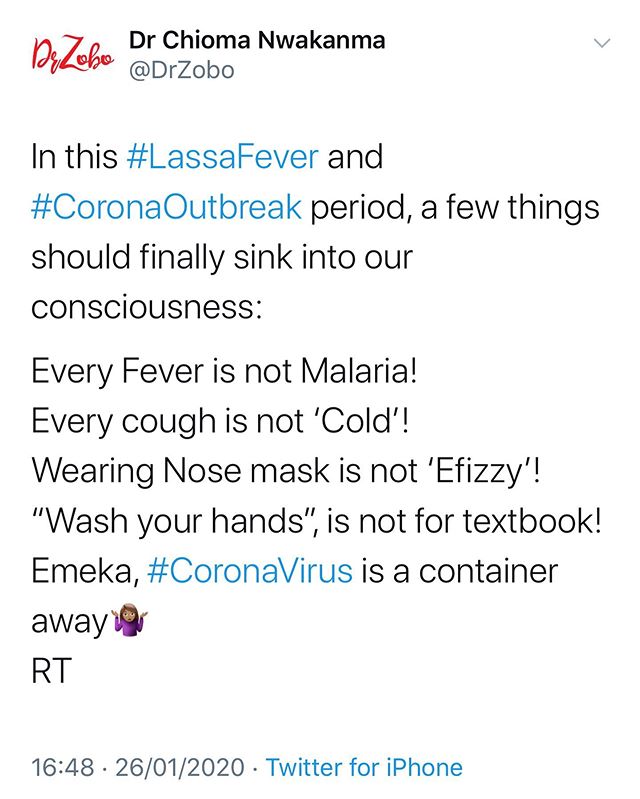 DrZobo
Dr Chioma Nwakanma
@DrZobo
In this #LassaFever and
#CoronaOutbreak period, a few things
should finally sink into our
consciousness:
Every Fever is not Malaria!
Every cough is not ‘Cold’!
Wearing Nose mask is not ‘Efizzy’!
“Wash your hands”, is not for textbook!
Emeka, #CoronaVirus is a container
away🤷🏽‍♀️
RT
16:48 · 26/01/2020 · Twitter for iPhone